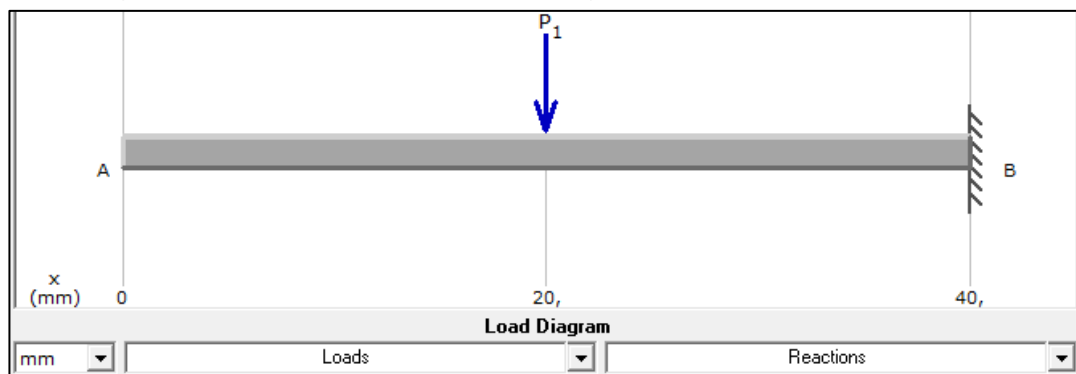 P1
A
B
x
(mm)
0
20,
40,
Load Diagram
mm
Loads
Reactions